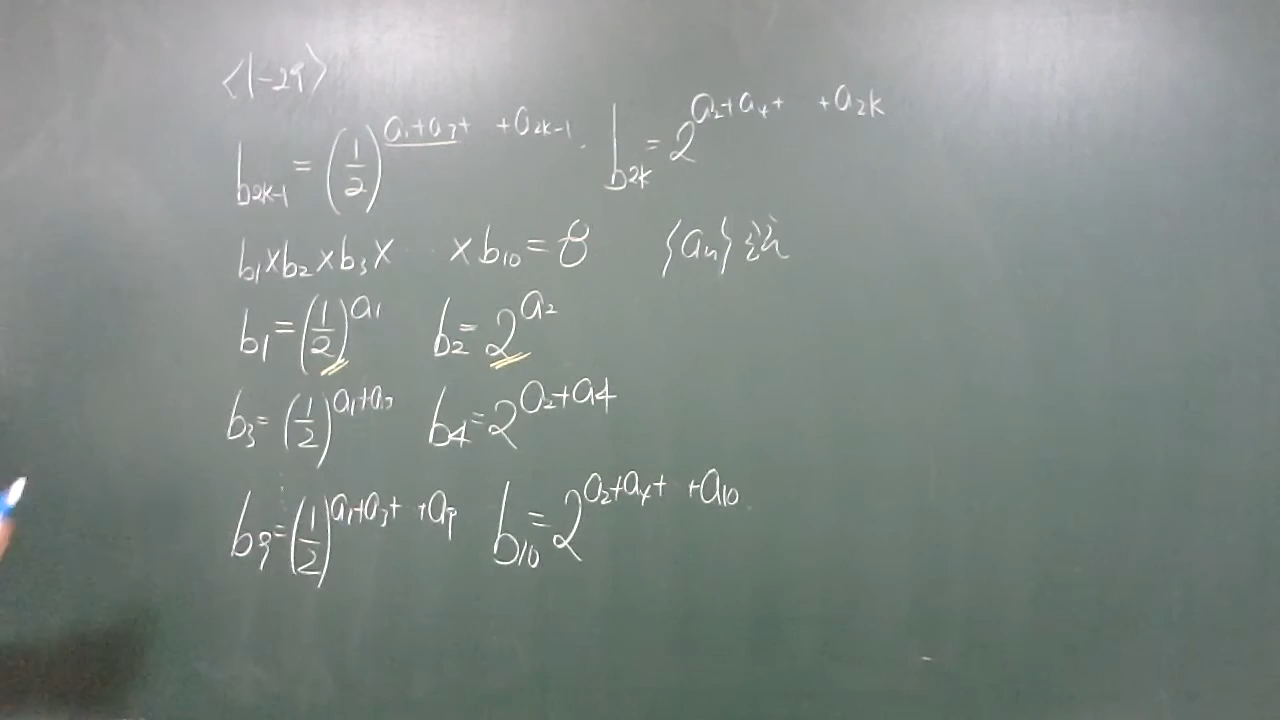 <1-29>
b2k-1 = (1/2)^(a1+a3+ +a2k-1). b2k = 2^(a2+a4+ +a2k)
b1×b2×b3× ·· ×b10 = 8 {an}
b1 = (1/2)^a1 b2 = 2^a2
b3 = (1/2)^(a1+a3) b4 = 2^(a2+a4)
⋮
b9 = (1/2)^(a1+a3+ +a9) b10 = 2^(a2+a4+ +a10)